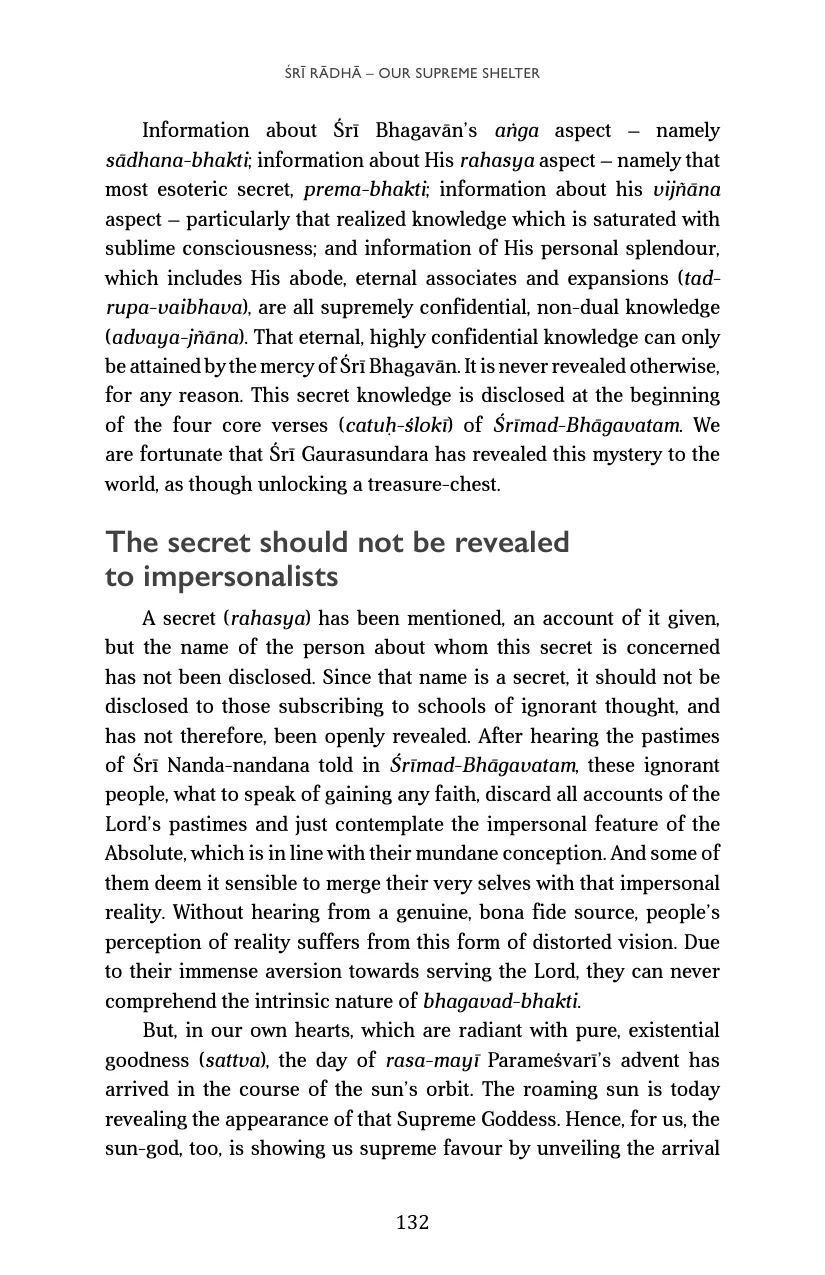 ŚRĪ RĀDHĀ – OUR SUPREME SHELTER
Information about Śrī Bhagavān’s aṅga aspect – namely
sādhana-bhakti; information about His rahasya aspect – namely that
most esoteric secret, prema-bhakti; information about his vijñāna
aspect – particularly that realized knowledge which is saturated with
sublime consciousness; and information of His personal splendour,
which includes His abode, eternal associates and expansions (tad-
rupa-vaibhava), are all supremely confidential, non-dual knowledge
(advaya-jñāna). That eternal, highly confidential knowledge can only
be attained by the mercy of Śrī Bhagavān. It is never revealed otherwise,
for any reason. This secret knowledge is disclosed at the beginning
of the four core verses (catuḥ-ślokī) of Śrīmad-Bhāgavatam. We
are fortunate that Śrī Gaurasundara has revealed this mystery to the
world, as though unlocking a treasure-chest.
The secret should not be revealed
to impersonalists
A secret (rahasya) has been mentioned, an account of it given,
but the name of the person about whom this secret is concerned
has not been disclosed. Since that name is a secret, it should not be
disclosed to those subscribing to schools of ignorant thought, and
has not therefore, been openly revealed. After hearing the pastimes
of Śrī Nanda-nandana told in Śrīmad-Bhāgavatam, these ignorant
people, what to speak of gaining any faith, discard all accounts of the
Lord’s pastimes and just contemplate the impersonal feature of the
Absolute, which is in line with their mundane conception. And some of
them deem it sensible to merge their very selves with that impersonal
reality. Without hearing from a genuine, bona fide source, people’s
perception of reality suffers from this form of distorted vision. Due
to their immense aversion towards serving the Lord, they can never
comprehend the intrinsic nature of bhagavad-bhakti.
But, in our own hearts, which are radiant with pure, existential
goodness (sattva), the day of rasa-mayī Parameśvarī’s advent has
arrived in the course of the sun’s orbit. The roaming sun is today
revealing the appearance of that Supreme Goddess. Hence, for us, the
sun-god, too, is showing us supreme favour by unveiling the arrival
132